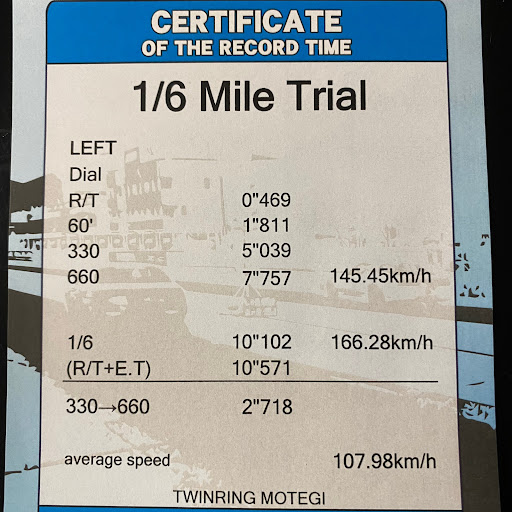 CERTIFICATE
OF THE RECORD TIME
1/6 Mile Trial
LEFT
Dial
R/T 0"469
60' 1"811
330 5"039
660 7"757 145.45km/h
1/6 10"102 166.28km/h
(R/T+E.T) 10"571
330→660 2"718
average speed 107.98km/h
TWINRING MOTEGI